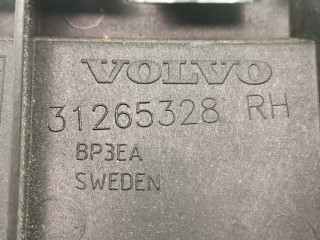 VOLVO
31265328 RH
BP3EA
SWEDEN